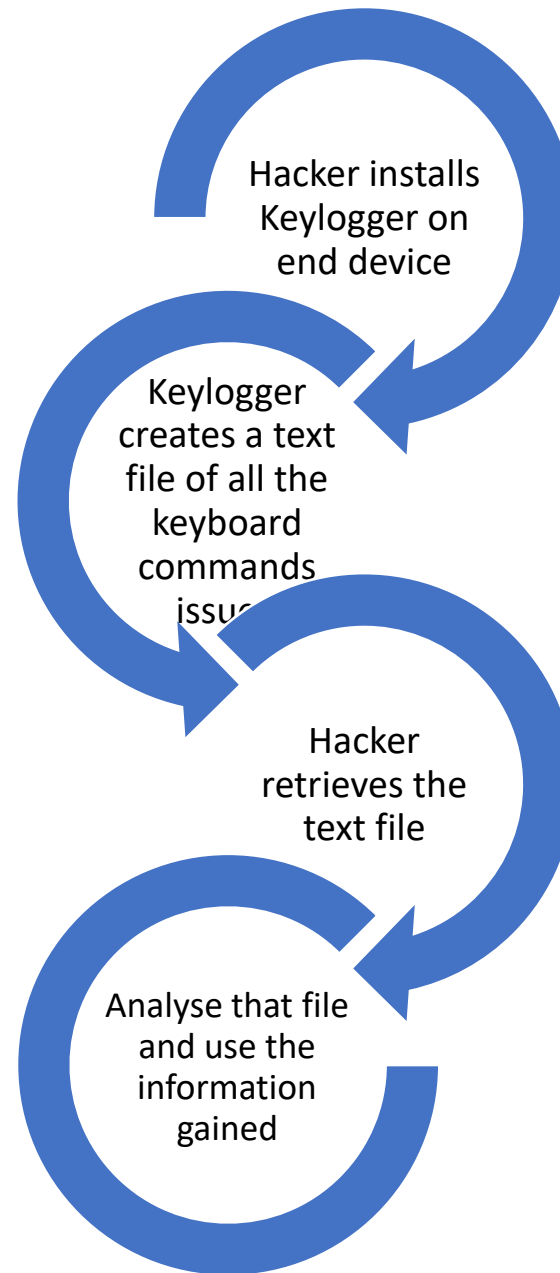 Hacker installs
Keylogger on
end device
Keylogger
creates a text
file of all the
keyboard
commands
Hacker
retrieves the
text file
Analyse that file
and use the
information
gained